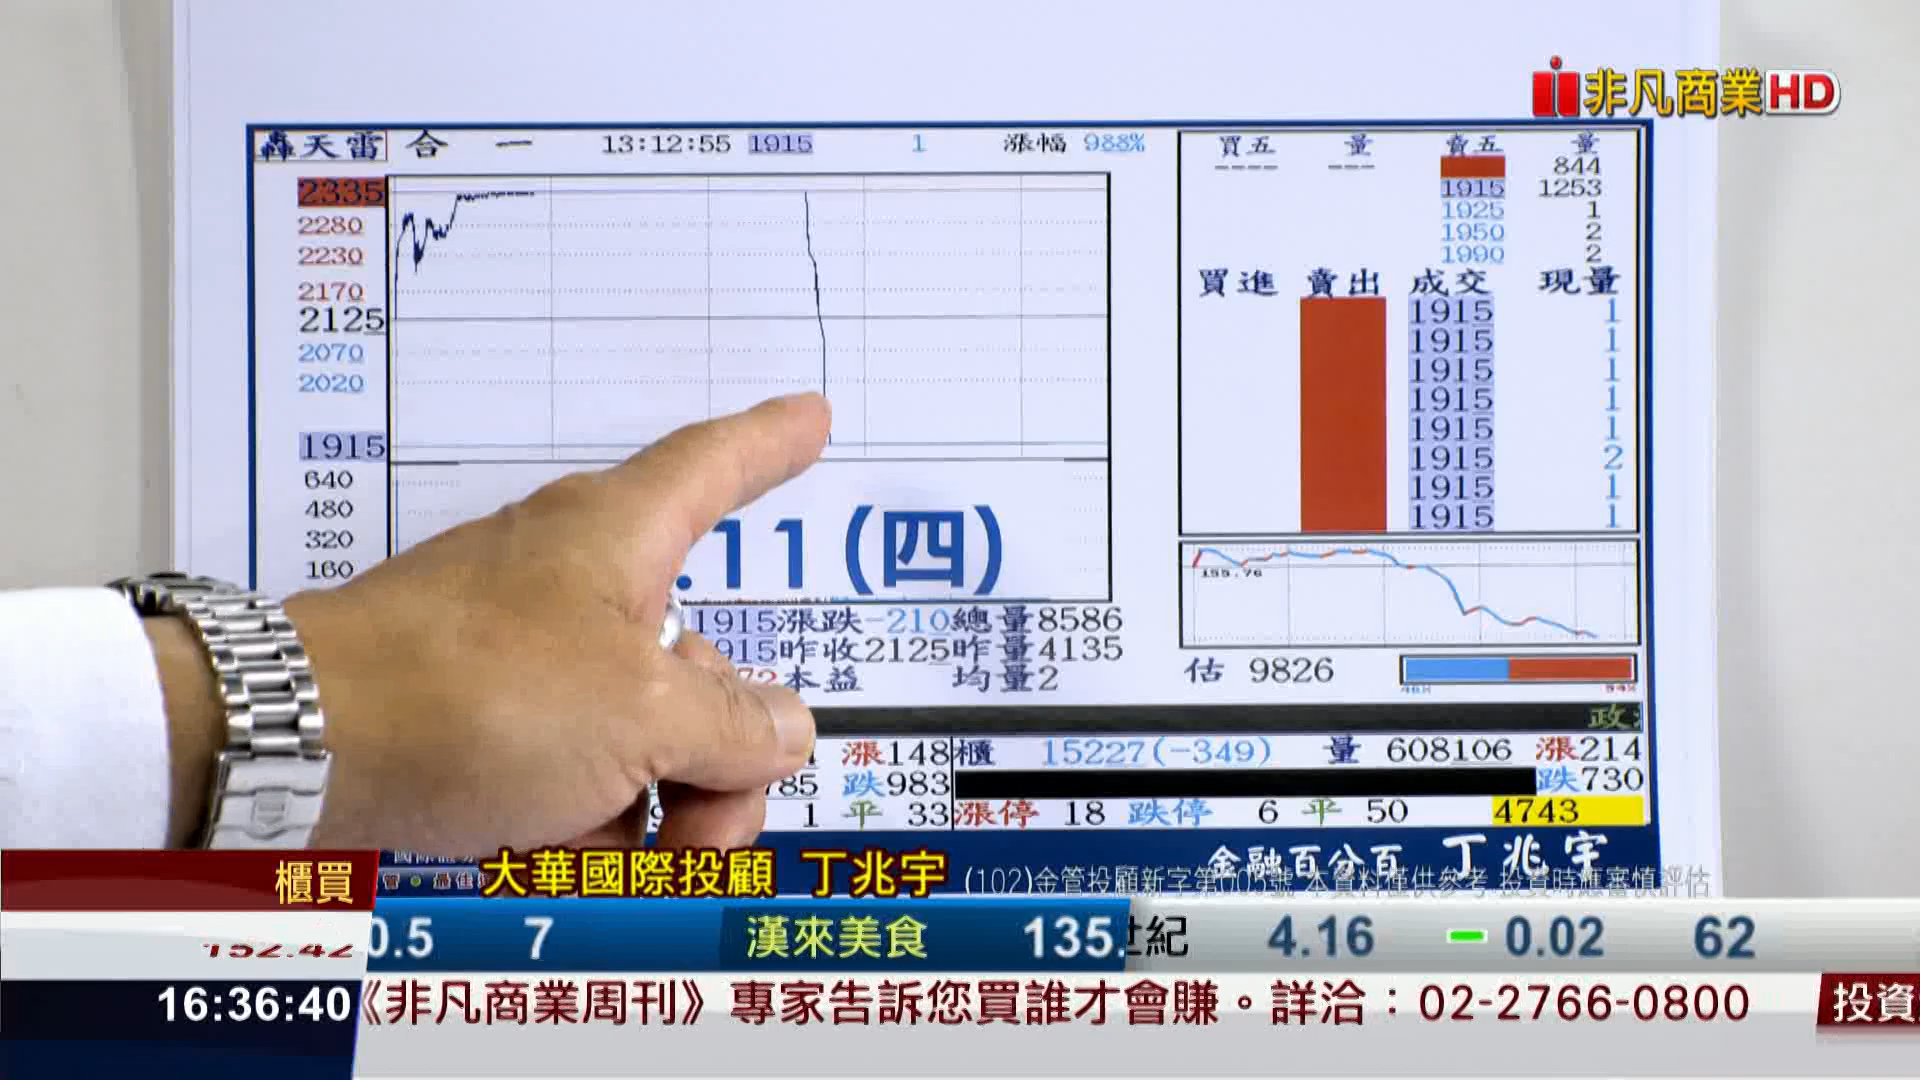 非凡商業HD
轟天雷 合一 13:12:55 1915 1 漲幅 988%
買五 量 賣五 量
---- --- 844
1915 1253
1925 1
1950 2
1990 2
2335
2280
2230
2170
2125
2070
2020
1915
640
480
320
160
買進 賣出 成交 現量
1915 1
1915 1
1915 1
1915 1
1915 1
1915 2
1915 1
1915 1
.11(四)
155.76
1915漲跌-210總量8586
915昨收2125昨量4135
72本益 均量2
估 9826
46% 54%
政
漲148 櫃 15227(-349) 量 608106 漲214
785 跌983 跌730
1 平 33 漲停 18 跌停 6 平 50 4743
金融百分百 丁兆宇
櫃買
大華國際投顧 丁兆宇
(102)金管投顧新字第005號 本資料僅供參考 投資時應審慎評估
152.42
0.5 7 漢來美食 135.
世紀 4.16 0.02 62
16:36:40
《非凡商業周刊》專家告訴您買誰才會賺。詳洽：02-2766-0800
投資